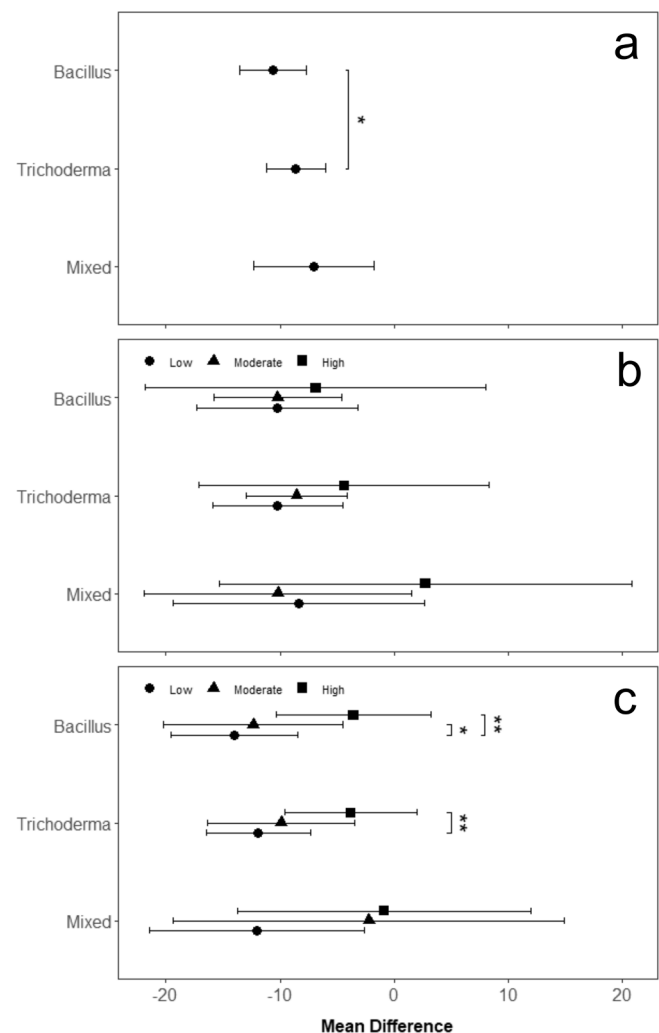 a
Bacillus
*
Trichoderma
Mixed
Low Moderate High
b
Bacillus
Trichoderma
Mixed
Low Moderate High
c
Bacillus
* **
Trichoderma
**
Mixed
-20 -10 0 10 20
Mean Difference